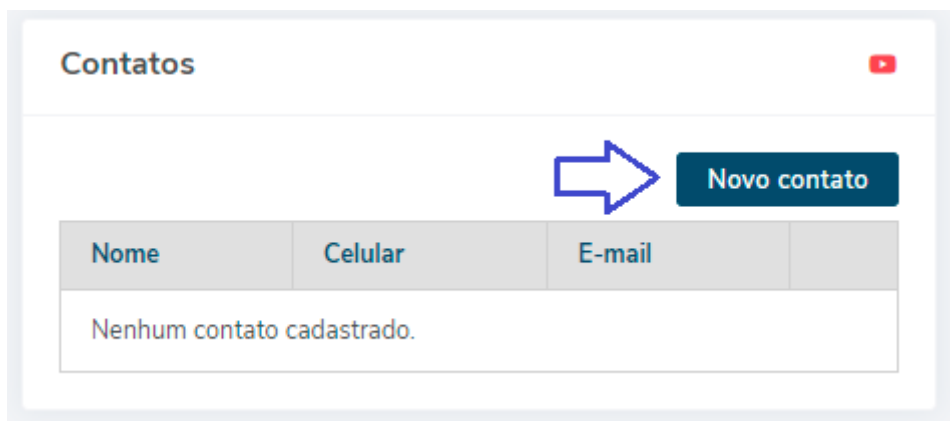 Contatos
Novo contato
Nome Celular E-mail
Nenhum contato cadastrado.